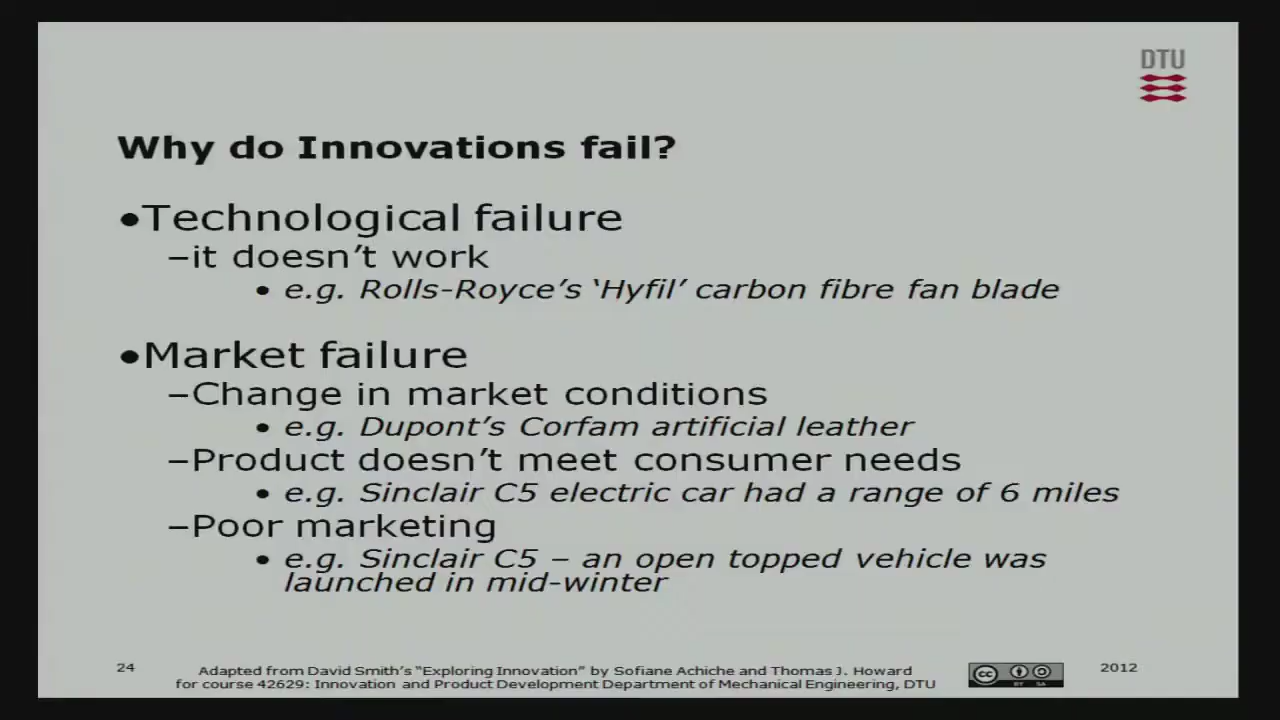 DTU
Why do Innovations fail?
•Technological failure
–it doesn’t work
• e.g. Rolls-Royce’s ‘Hyfil’ carbon fibre fan blade
•Market failure
–Change in market conditions
• e.g. Dupont’s Corfam artificial leather
–Product doesn’t meet consumer needs
• e.g. Sinclair C5 electric car had a range of 6 miles
–Poor marketing
• e.g. Sinclair C5 – an open topped vehicle was
launched in mid-winter
24
Adapted from David Smith’s “Exploring Innovation” by Sofiane Achiche and Thomas J. Howard
for course 42629: Innovation and Product Development Department of Mechanical Engineering, DTU
cc
BY SA
2012